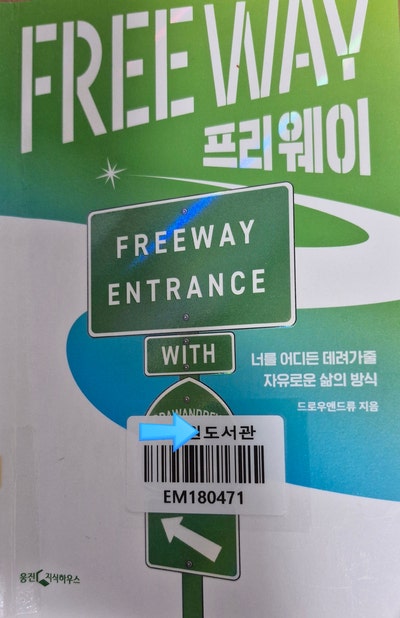 FREE WAY
프리웨이
FREEWAY
ENTRANCE
WITH
너를 어디든 데려가줄
자유로운 삶의 방식
드로우앤드류 지음
도서관
EM180471
웅진 지식하우스